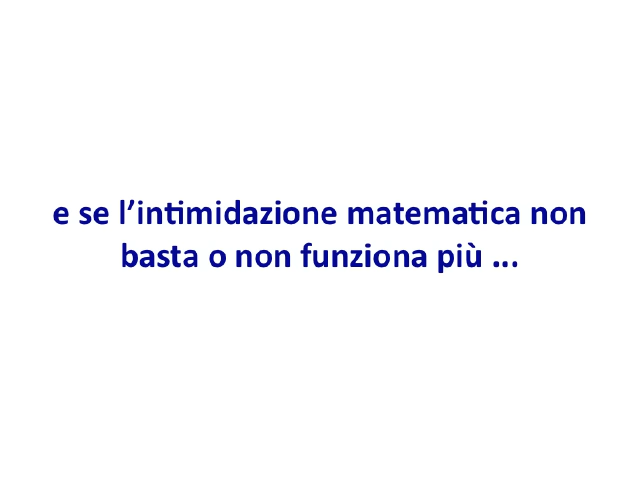 e se l’intimidazione matematica non
basta o non funziona più ...